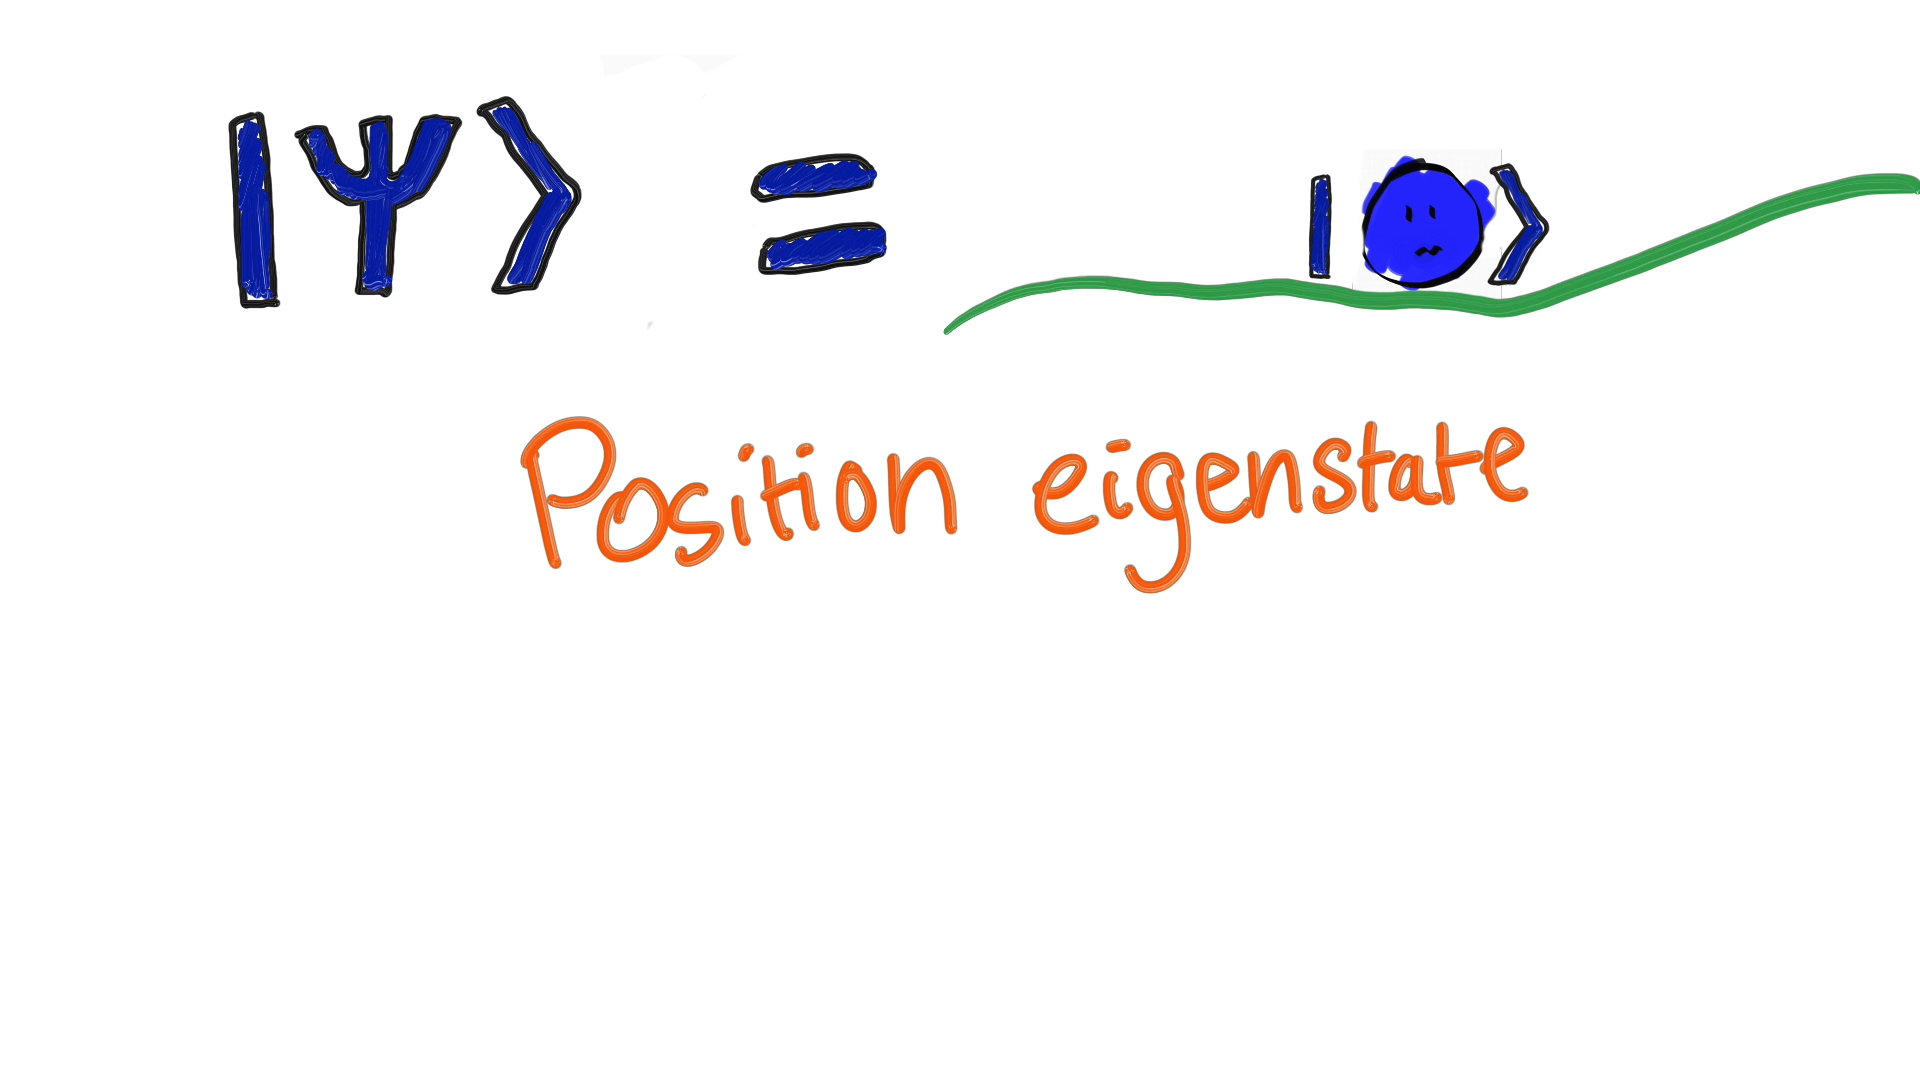 |Ψ⟩ = | ⟩
Position eigenstate